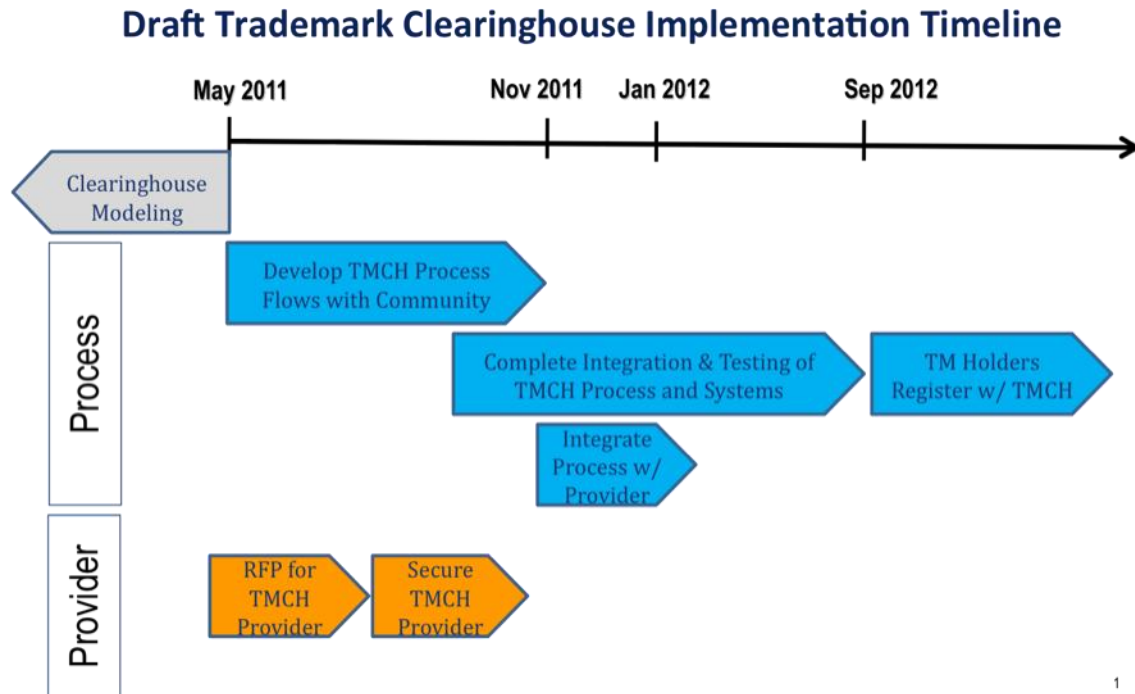 Draft Trademark Clearinghouse Implementation Timeline
May 2011
Nov 2011
Jan 2012
Sep 2012
Clearinghouse
Modeling
Process
Develop TMCH Process
Flows with Community
Complete Integration & Testing of
TMCH Process and Systems
TM Holders
Register w/ TMCH
Integrate
Process w/
Provider
Provider
RFP for
TMCH
Provider
Secure
TMCH
Provider
1